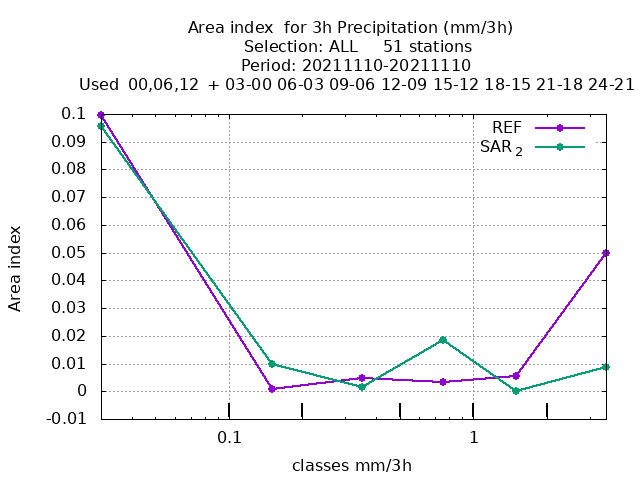 Area index  for 3h Precipitation (mm/3h)
Selection: ALL     51 stations
Period: 20211110-20211110
Used  00,06,12  + 03-00 06-03 09-06 12-09 15-12 18-15 21-18 24-21
REF
SAR 2
0.1
0.09
0.08
0.07
0.06
0.05
0.04
0.03
0.02
0.01
0
-0.01
Area index
0.1 1
classes mm/3h